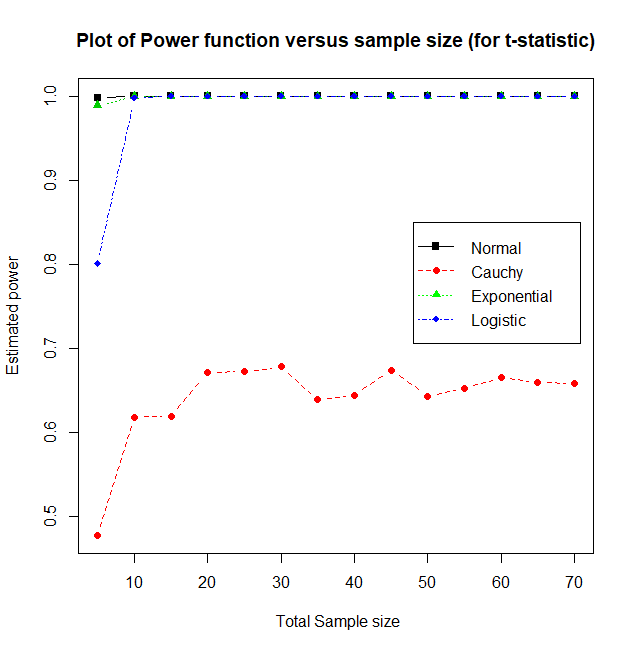 Plot of Power function versus sample size (for t-statistic)
1.0
0.9
0.8
0.7
0.6
0.5
Estimated power
Normal
Cauchy
Exponential
Logistic
10 20 30 40 50 60 70
Total Sample size